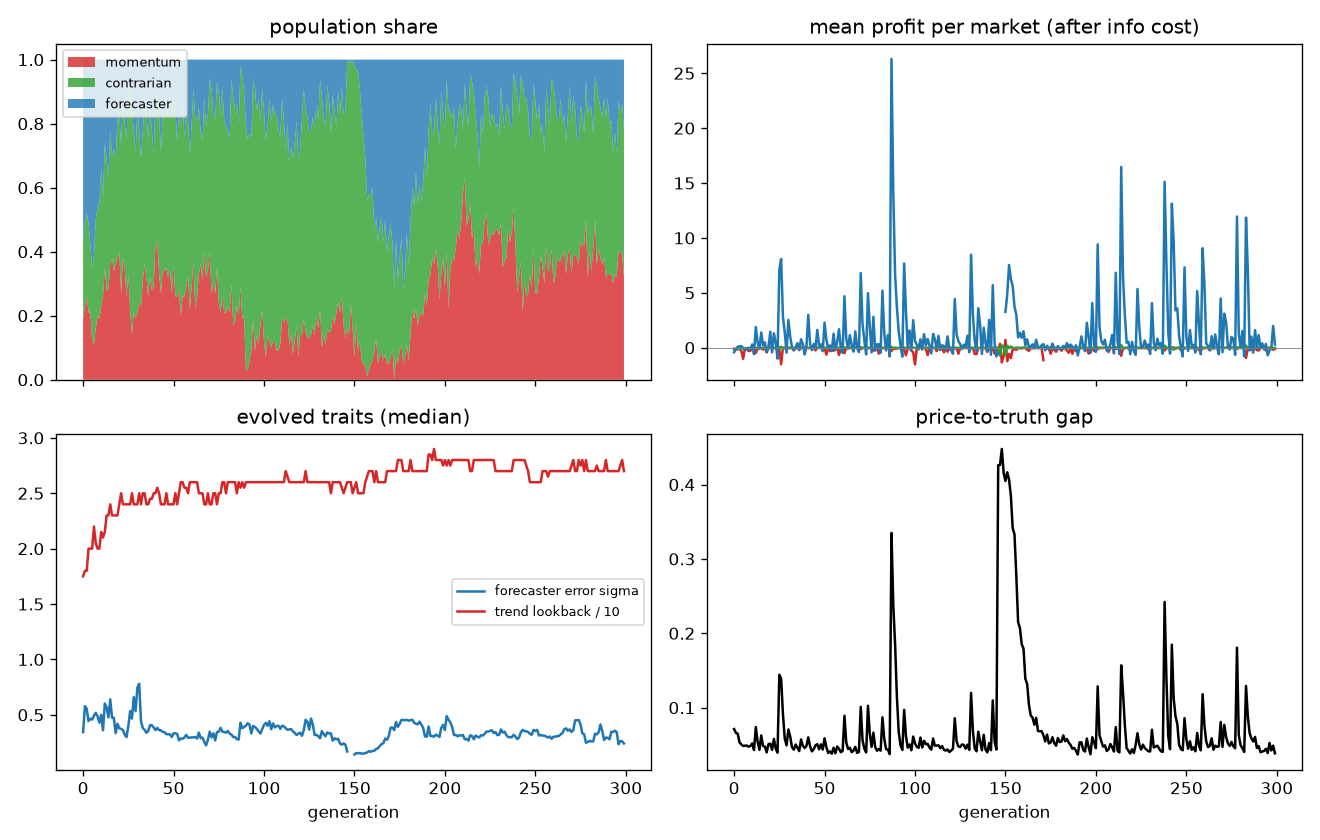 population share
1.0
0.8
0.6
0.4
0.2
0.0
momentum
contrarian
forecaster
mean profit per market (after info cost)
25
20
15
10
5
0
evolved traits (median)
3.0
2.5
2.0
1.5
1.0
0.5
forecaster error sigma
trend lookback / 10
0 50 100 150 200 250 300
generation
price-to-truth gap
0.4
0.3
0.2
0.1
0 50 100 150 200 250 300
generation